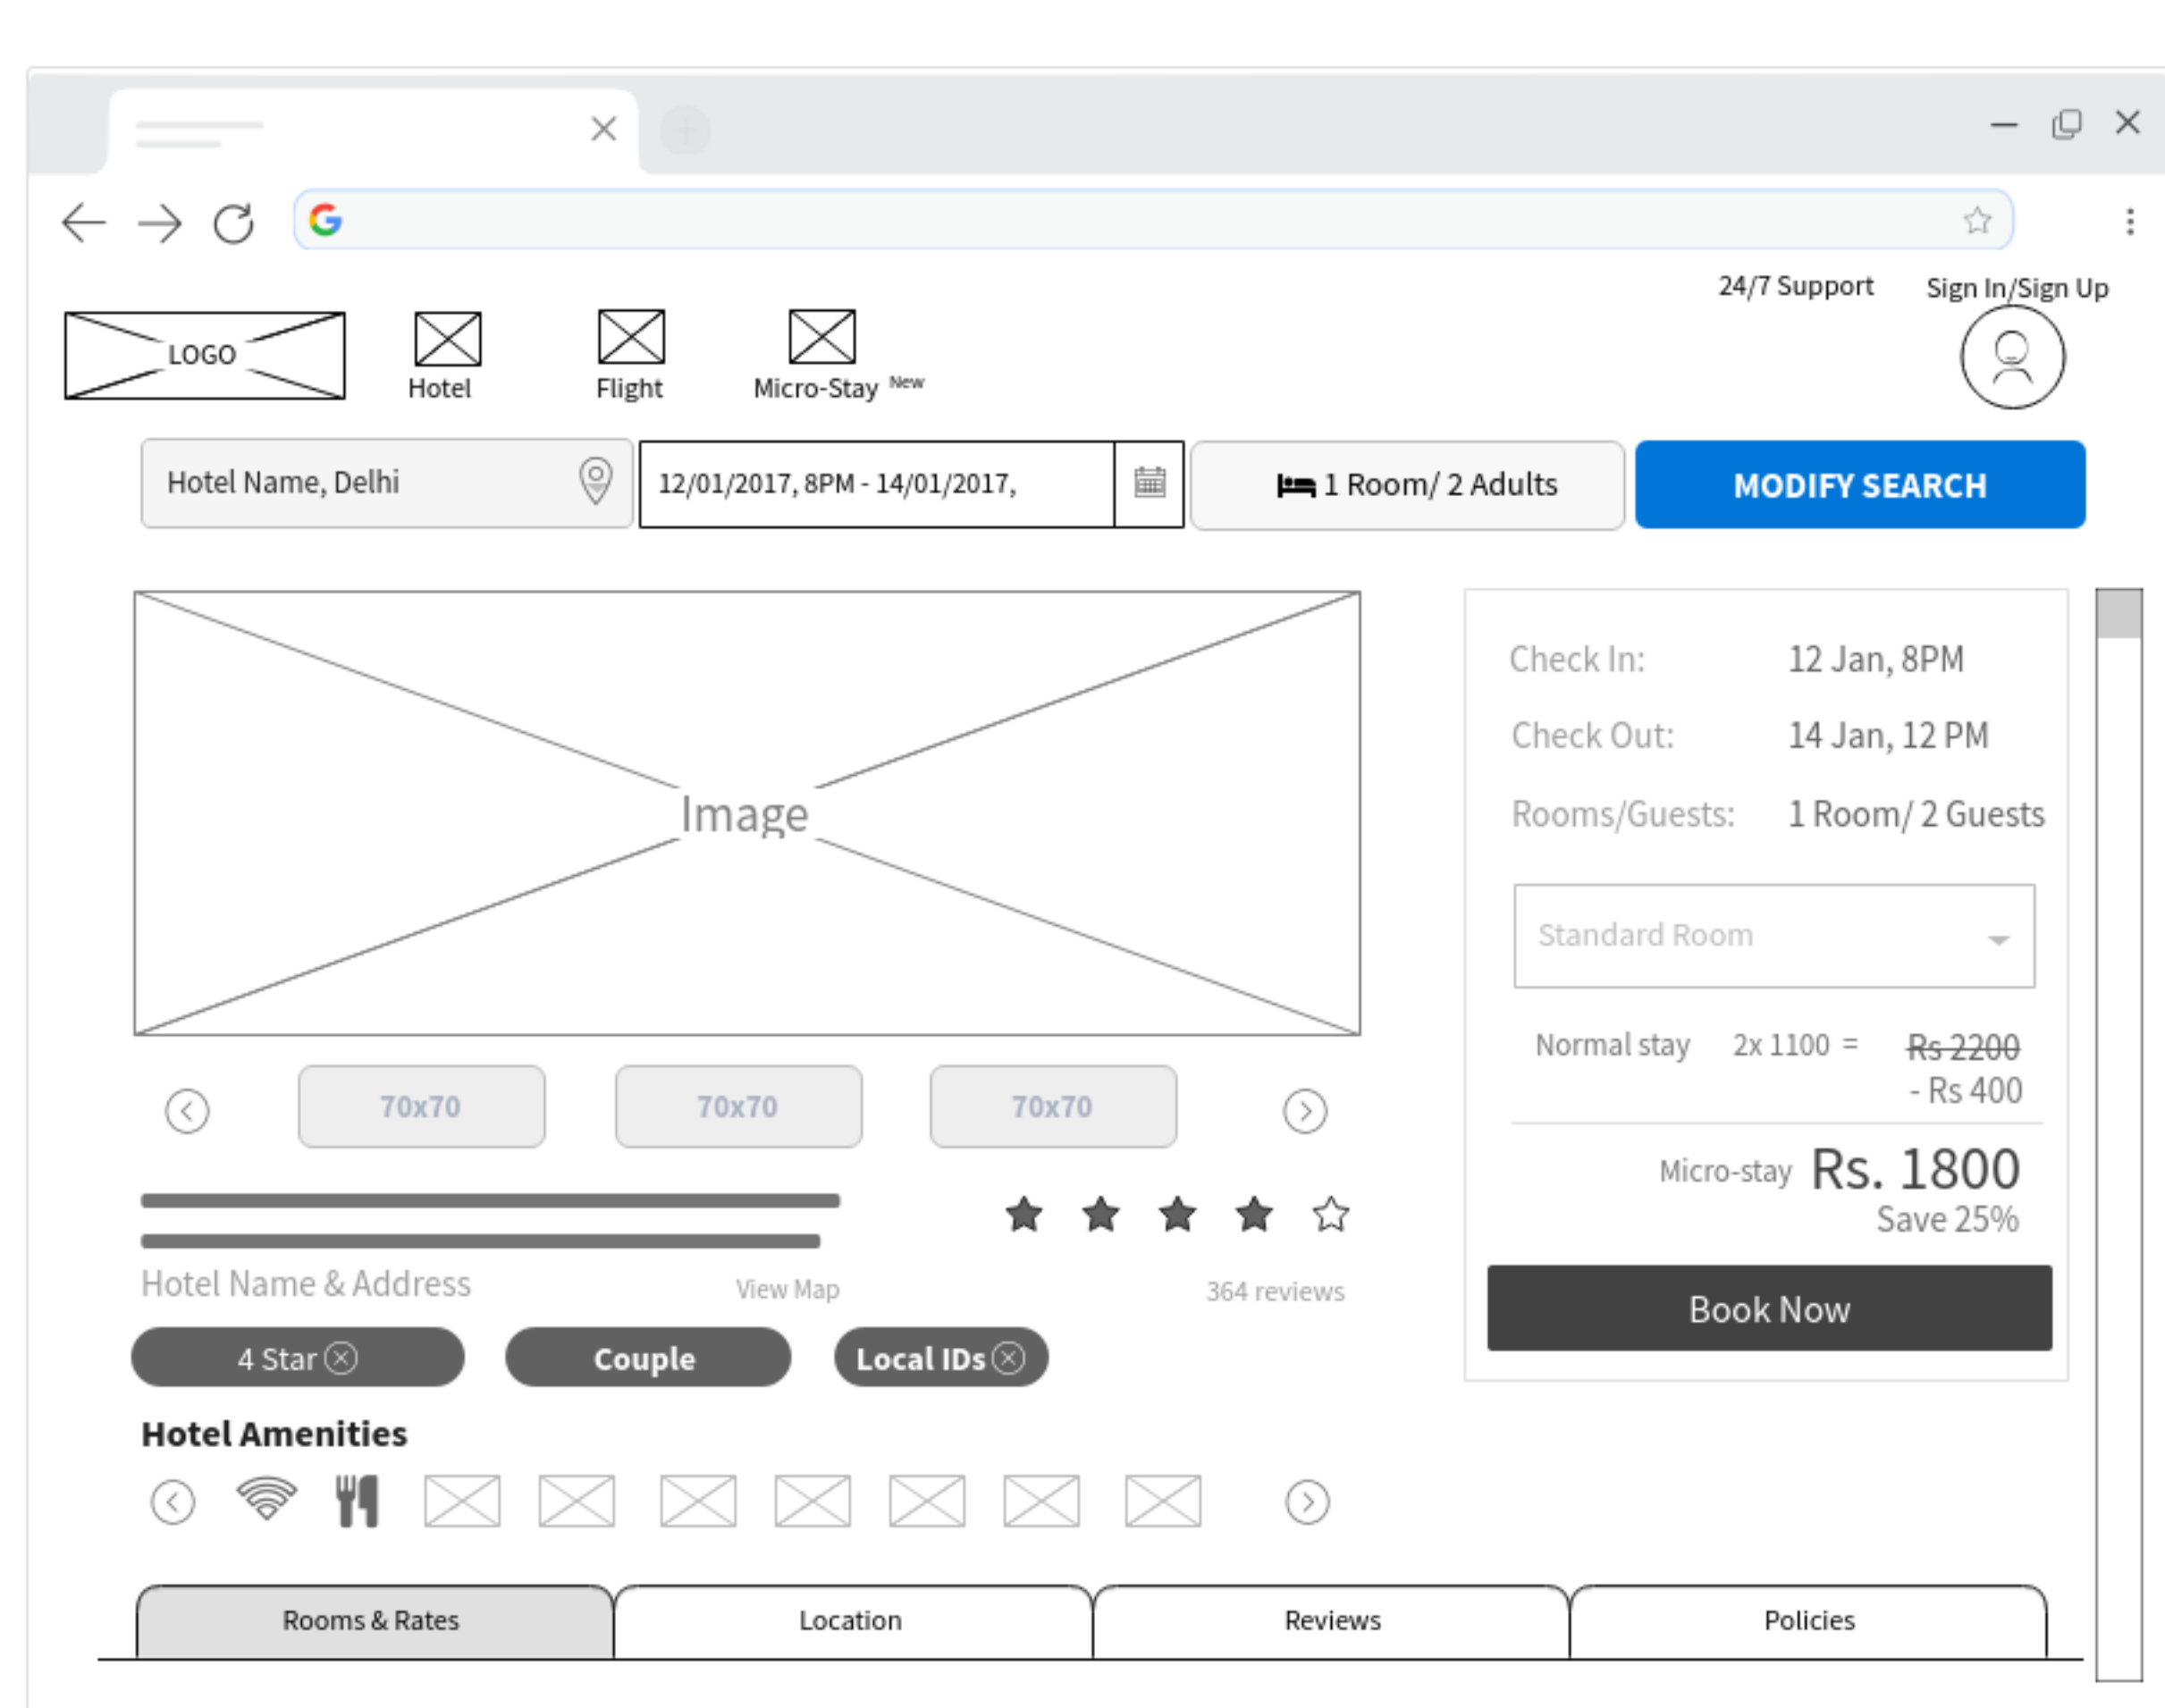 24/7 Support Sign In/Sign Up
LOGO
Hotel
Flight
Micro-Stay New
Hotel Name, Delhi
12/01/2017, 8PM - 14/01/2017,
1 Room/ 2 Adults
MODIFY SEARCH
Image
70x70
70x70
70x70
Hotel Name & Address
View Map
364 reviews
4 Star
Couple
Local IDs
Hotel Amenities
Check In: 12 Jan, 8PM
Check Out: 14 Jan, 12 PM
Rooms/Guests: 1 Room/ 2 Guests
Standard Room
Normal stay 2x 1100 = Rs 2200
- Rs 400
Micro-stay Rs. 1800
Save 25%
Book Now
Rooms & Rates
Location
Reviews
Policies